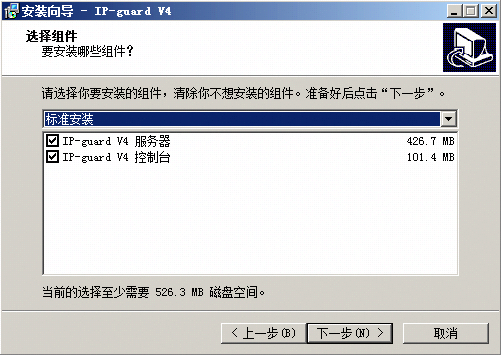 安装向导 - IP-guard V4
选择组件
要安装哪些组件？
请选择你要安装的组件，清除你不想安装的组件。准备好后点击“下一步”。
标准安装
IP-guard V4 服务器 426.7 MB
IP-guard V4 控制台 101.4 MB
当前的选择至少需要 526.3 MB 磁盘空间。
< 上一步(B) 下一步(N) > 取消